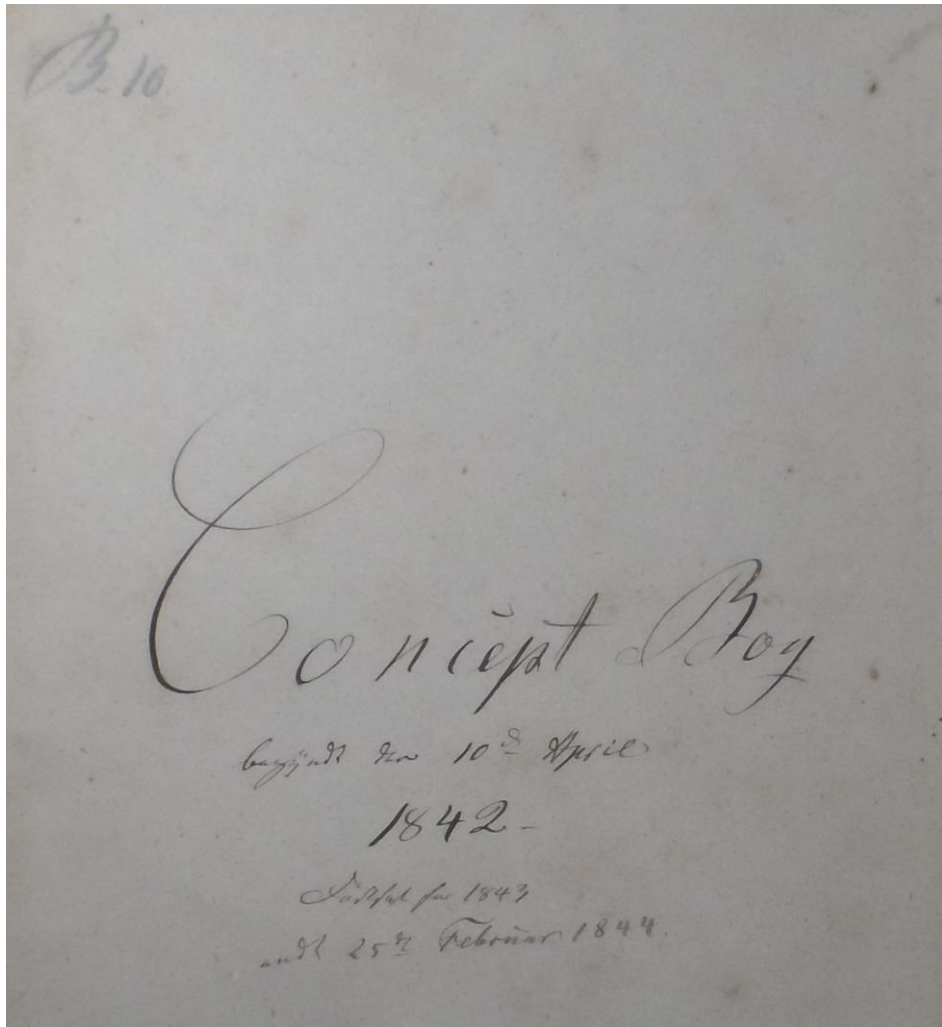 B. 10
Concept Bog
begyndt den 10de April
1842 -
for 1843
endt 25de Februar 1844.